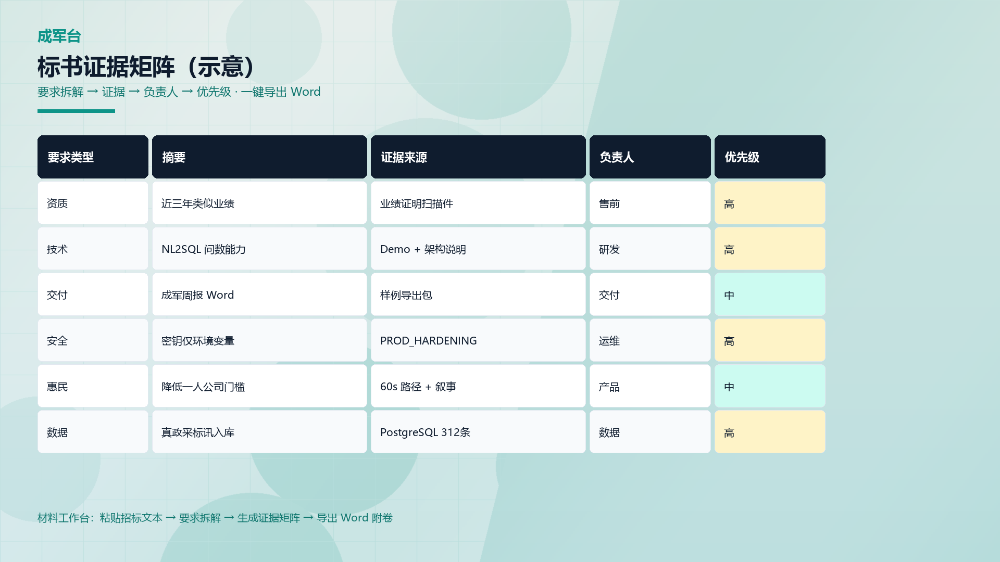 成军台
标书证据矩阵（示意）
要求拆解 → 证据 → 负责人 → 优先级 · 一键导出 Word
要求类型 摘要 证据来源 负责人 优先级
资质 近三年类似业绩 业绩证明扫描件 售前 高
技术 NL2SQL 问数能力 Demo + 架构说明 研发 高
交付 成军周报 Word 样例导出包 交付 中
安全 密钥仅环境变量 PROD_HARDENING 运维 高
惠民 降低一人公司门槛 60s 路径 + 叙事 产品 中
数据 真政采标讯入库 PostgreSQL 312条 数据 高
材料工作台：粘贴招标文本 → 要求拆解 → 生成证据矩阵 → 导出 Word 附卷